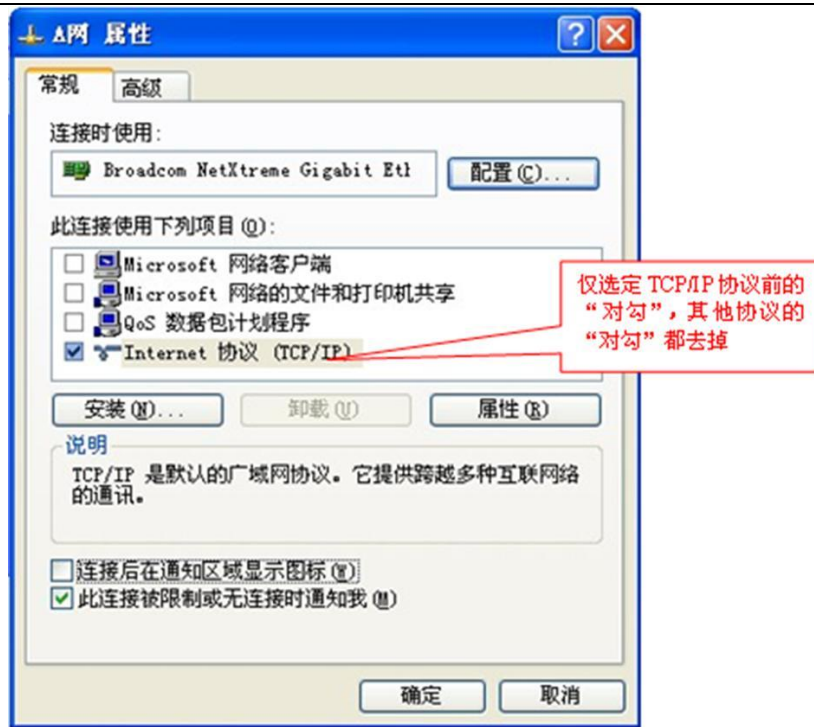 A网 属性
常规
高级
连接时使用:
Broadcom NetXtreme Gigabit Etl
配置(C)...
此连接使用下列项目(O):
Microsoft 网络客户端
Microsoft 网络的文件和打印机共享
QoS 数据包计划程序
Internet 协议 (TCP/IP)
仅选定 TCP/IP 协议前的
“对勾”，其他协议的
“对勾”都去掉
安装(N)...
卸载(U)
属性(R)
说明
TCP/IP 是默认的广域网协议。它提供跨越多种互联网络
的通讯。
连接后在通知区域显示图标(W)
此连接被限制或无连接时通知我(M)
确定
取消